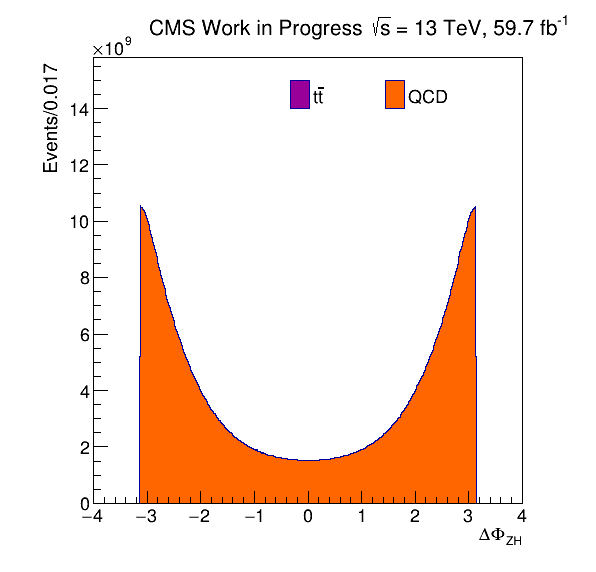 CMS Work in Progress √s = 13 TeV, 59.7 fb⁻¹
×10⁹
Events/0.017
tt̄
QCD
14
12
10
8
6
4
2
0
−4 −3 −2 −1 0 1 2 3 4
ΔΦ_ZH